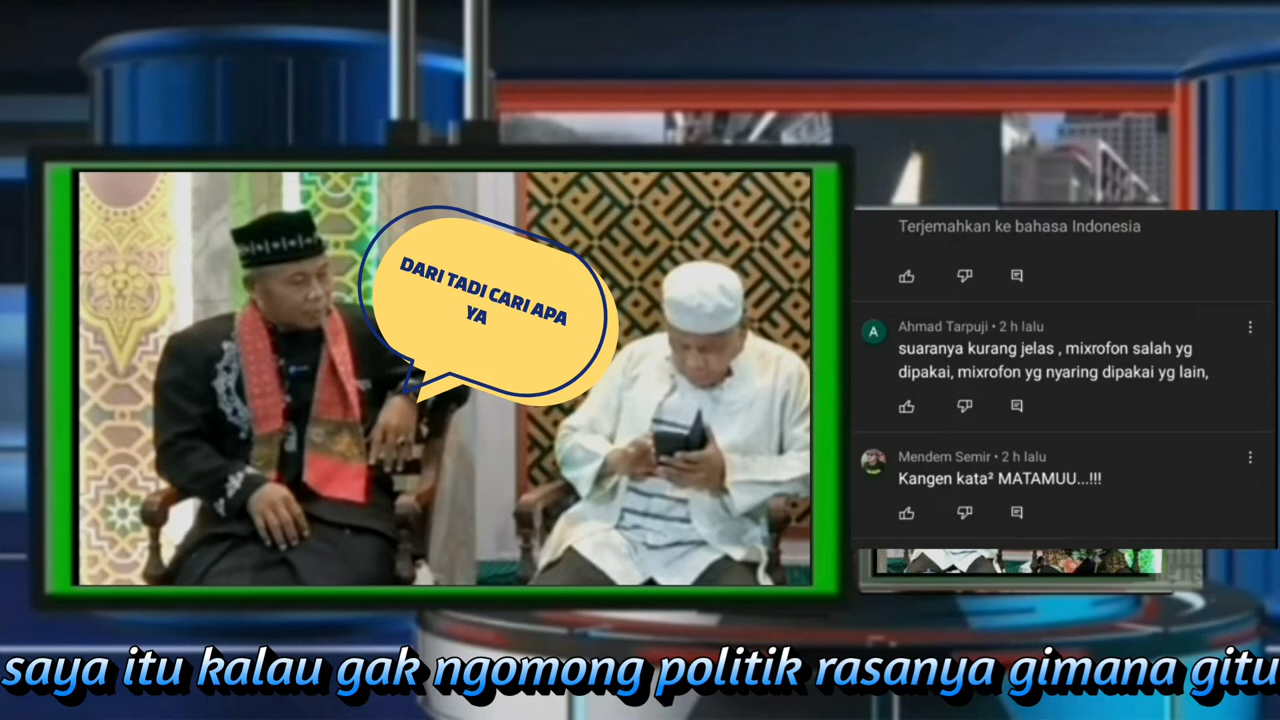 DARI TADI CARI APA
YA
Terjemahkan ke bahasa Indonesia
A
Ahmad Tarpuji • 2 h lalu
suaranya kurang jelas , mixrofon salah yg
dipakai, mixrofon yg nyaring dipakai yg lain,
Mendem Semir • 2 h lalu
Kangen kata² MATAMUU...!!!
saya itu kalau gak ngomong politik rasanya gimana gitu